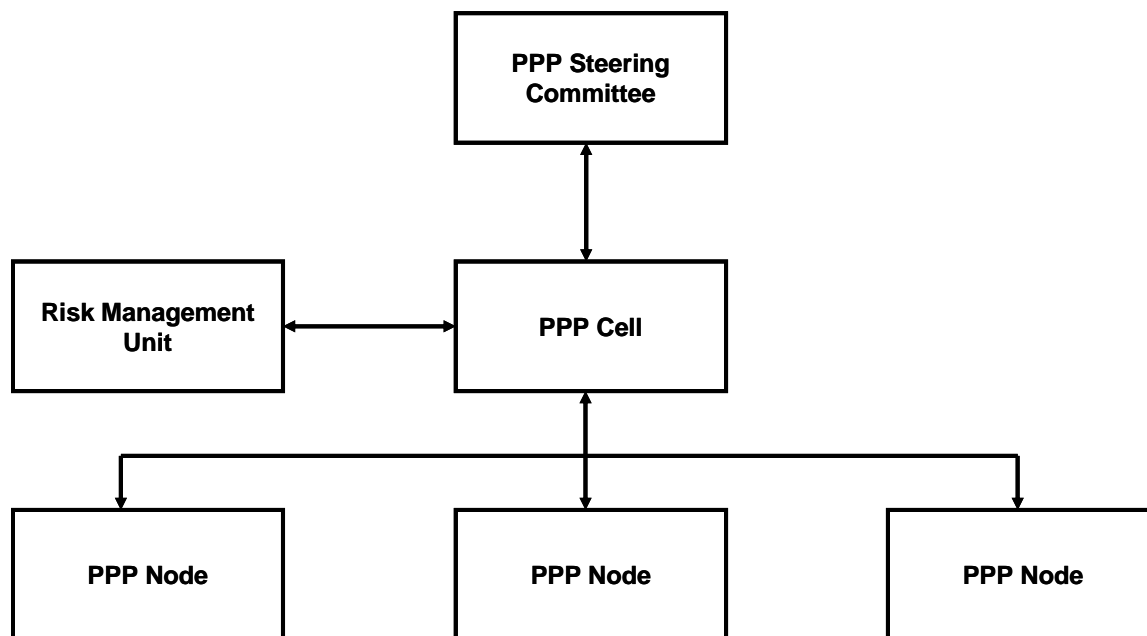 PPP Steering
Committee
Risk Management
Unit
PPP Cell
PPP Node
PPP Node
PPP Node